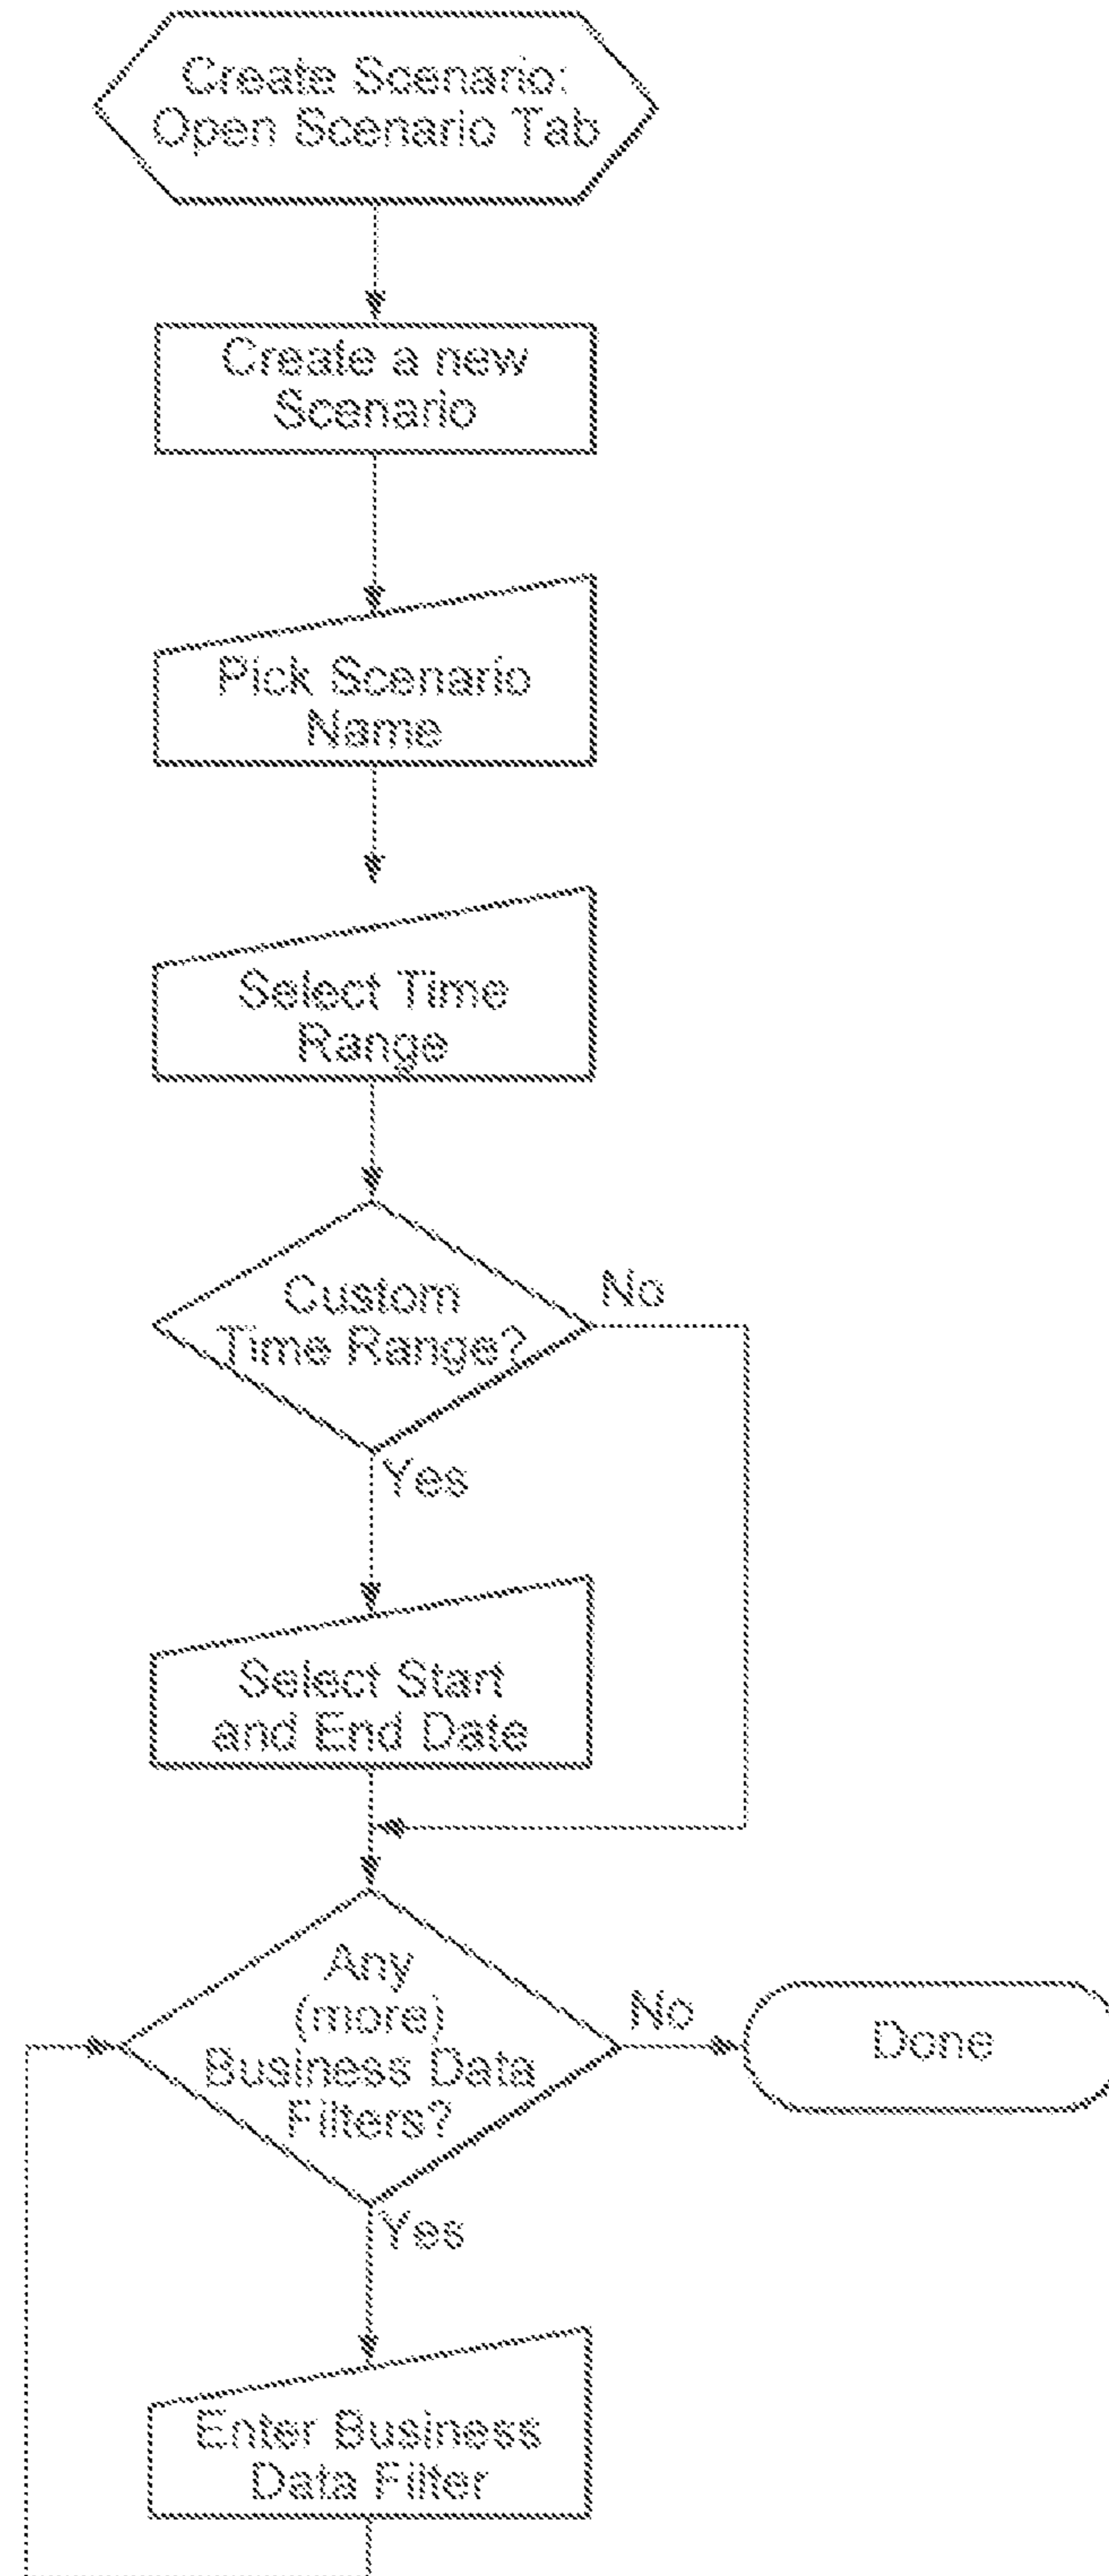 Create Scenario:
Open Scenario Tab
Create a new
Scenario
Pick Scenario
Name
Select Time
Range
Custom
Time Range?
No
Yes
Select Start
and End Date
Any
(more)
Business Data
Filters?
No
Done
Yes
Enter Business
Data Filter